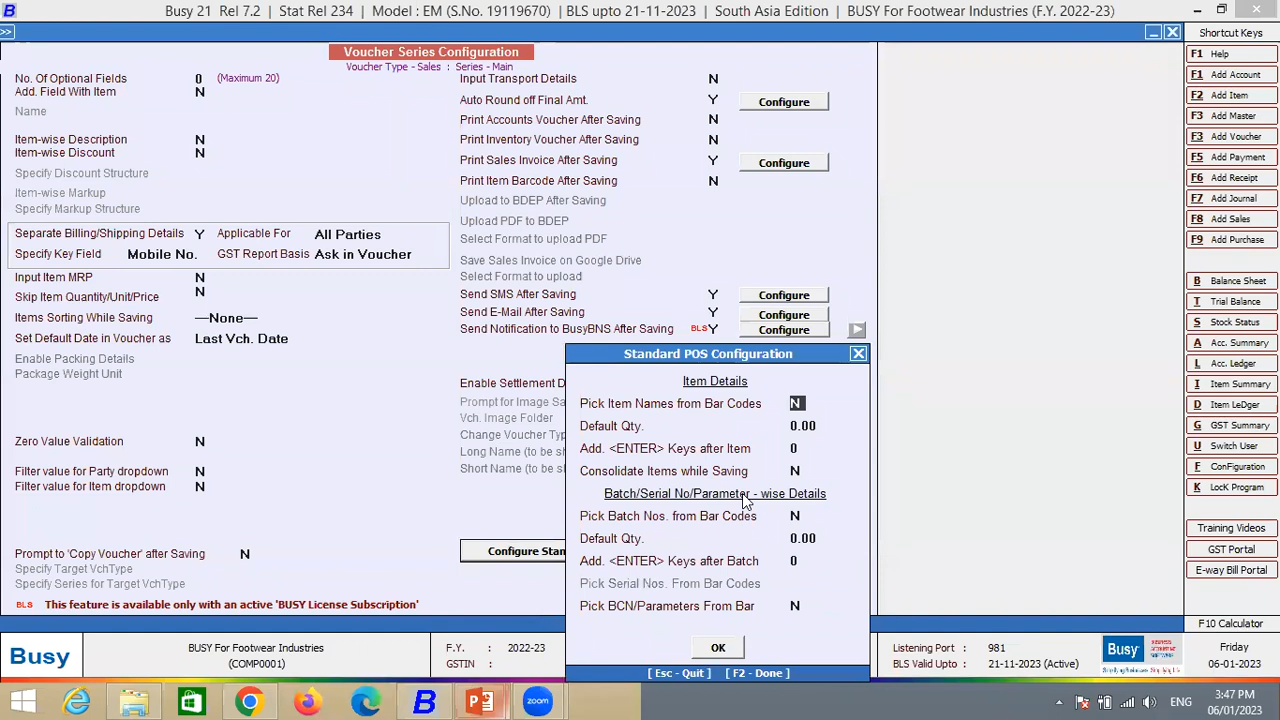 Busy 21 Rel 7.2 | Stat Rel 234 | Model : EM (S.No. 19119670) | BLS upto 21-11-2023 | South Asia Edition | BUSY For Footwear Industries (F.Y. 2022-23)
>>
Voucher Series Configuration
Voucher Type - Sales : Series - Main
No. Of Optional Fields 0 (Maximum 20)
Add. Field With Item N
Name
Item-wise Description N
Item-wise Discount N
Specify Discount Structure
Item-wise Markup
Specify Markup Structure
Separate Billing/Shipping Details Y Applicable For All Parties
Specify Key Field Mobile No. GST Report Basis Ask in Voucher
Input Item MRP N
Skip Item Quantity/Unit/Price N
Items Sorting While Saving —None—
Set Default Date in Voucher as Last Vch. Date
Enable Packing Details
Package Weight Unit
Zero Value Validation N
Filter value for Party dropdown N
Filter value for Item dropdown N
Prompt to 'Copy Voucher' after Saving N
Specify Target VchType
Specify Series for Target VchType
BLS This feature is available only with an active 'BUSY License Subscription'
Input Transport Details N
Auto Round off Final Amt. Y Configure
Print Accounts Voucher After Saving N
Print Inventory Voucher After Saving N
Print Sales Invoice After Saving Y Configure
Print Item Barcode After Saving N
Upload to BDEP After Saving
Upload PDF to BDEP
Select Format to upload PDF
Save Sales Invoice on Google Drive
Select Format to upload
Send SMS After Saving Y Configure
Send E-Mail After Saving Y Configure
Send Notification to BusyBNS After Saving BLS Y Configure
Enable Settlement D
Prompt for Image Sa
Vch. Image Folder
Change Voucher Typ
Long Name (to be sh
Short Name (to be s
Configure Stan
Standard POS Configuration
Item Details
Pick Item Names from Bar Codes N
Default Qty. 0.00
Add. <ENTER> Keys after Item 0
Consolidate Items while Saving N
Batch/Serial No/Parameter - wise Details
Pick Batch Nos. from Bar Codes N
Default Qty. 0.00
Add. <ENTER> Keys after Batch 0
Pick Serial Nos. From Bar Codes
Pick BCN/Parameters From Bar N
OK
[ Esc - Quit ] [ F2 - Done ]
Shortcut Keys
F1 Help
F1 Add Account
F2 Add Item
F3 Add Master
F3 Add Voucher
F5 Add Payment
F6 Add Receipt
F7 Add Journal
F8 Add Sales
F9 Add Purchase
B Balance Sheet
T Trial Balance
S Stock Status
A Acc. Summary
L Acc. Ledger
I Item Summary
D Item LeDger
G GST Summary
U Switch User
F ConFiguration
K LocK Program
Training Videos
GST Portal
E-way Bill Portal
F10 Calculator
Busy
BUSY For Footwear Industries
(COMP0001)
F.Y. : 2022-23
GSTIN :
Listening Port : 981
BLS Valid Upto : 21-11-2023 (Active)
Busy
Friday
06-01-2023
zoom
ENG
3:47 PM
06/01/2023